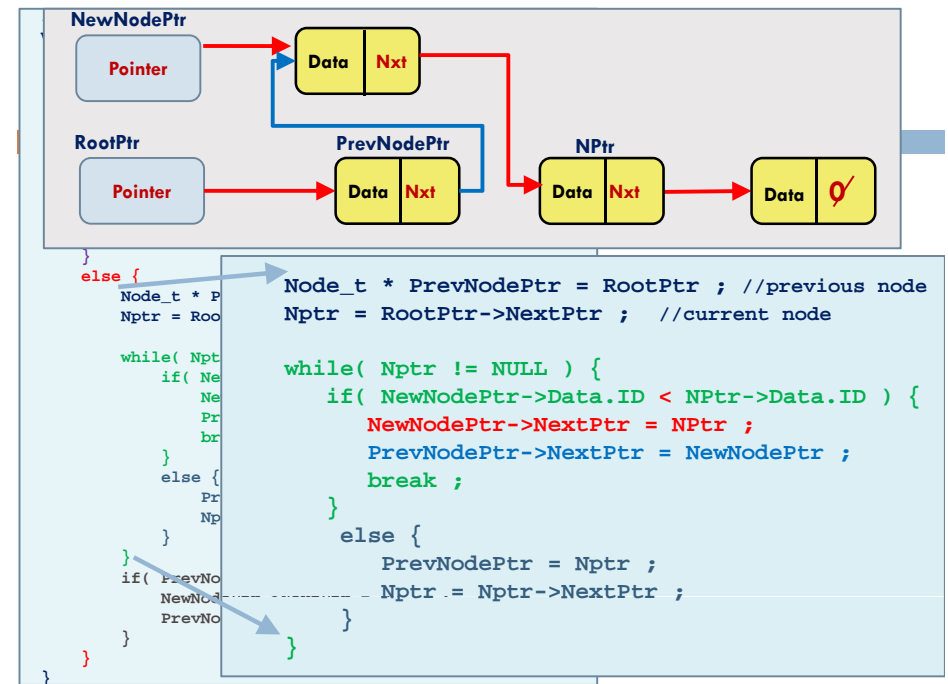 NewNodePtr
Pointer
Data Nxt
RootPtr
PrevNodePtr
NPtr
Pointer
Data Nxt
Data Nxt
Data
}
else {
Node_t * P
Nptr = Roo
while( Npt
if( Ne
Ne
Pr
br
}
else {
Pr
Np
}
}
if( PrevNo
PrevNo
}
}
}
Node_t * PrevNodePtr = RootPtr ; //previous node
Nptr = RootPtr->NextPtr ; //current node
while( Nptr != NULL ) {
if( NewNodePtr->Data.ID < NPtr->Data.ID ) {
NewNodePtr->NextPtr = NPtr ;
PrevNodePtr->NextPtr = NewNodePtr ;
break ;
}
else {
PrevNodePtr = Nptr ;
Nptr = Nptr->NextPtr ;
}
}